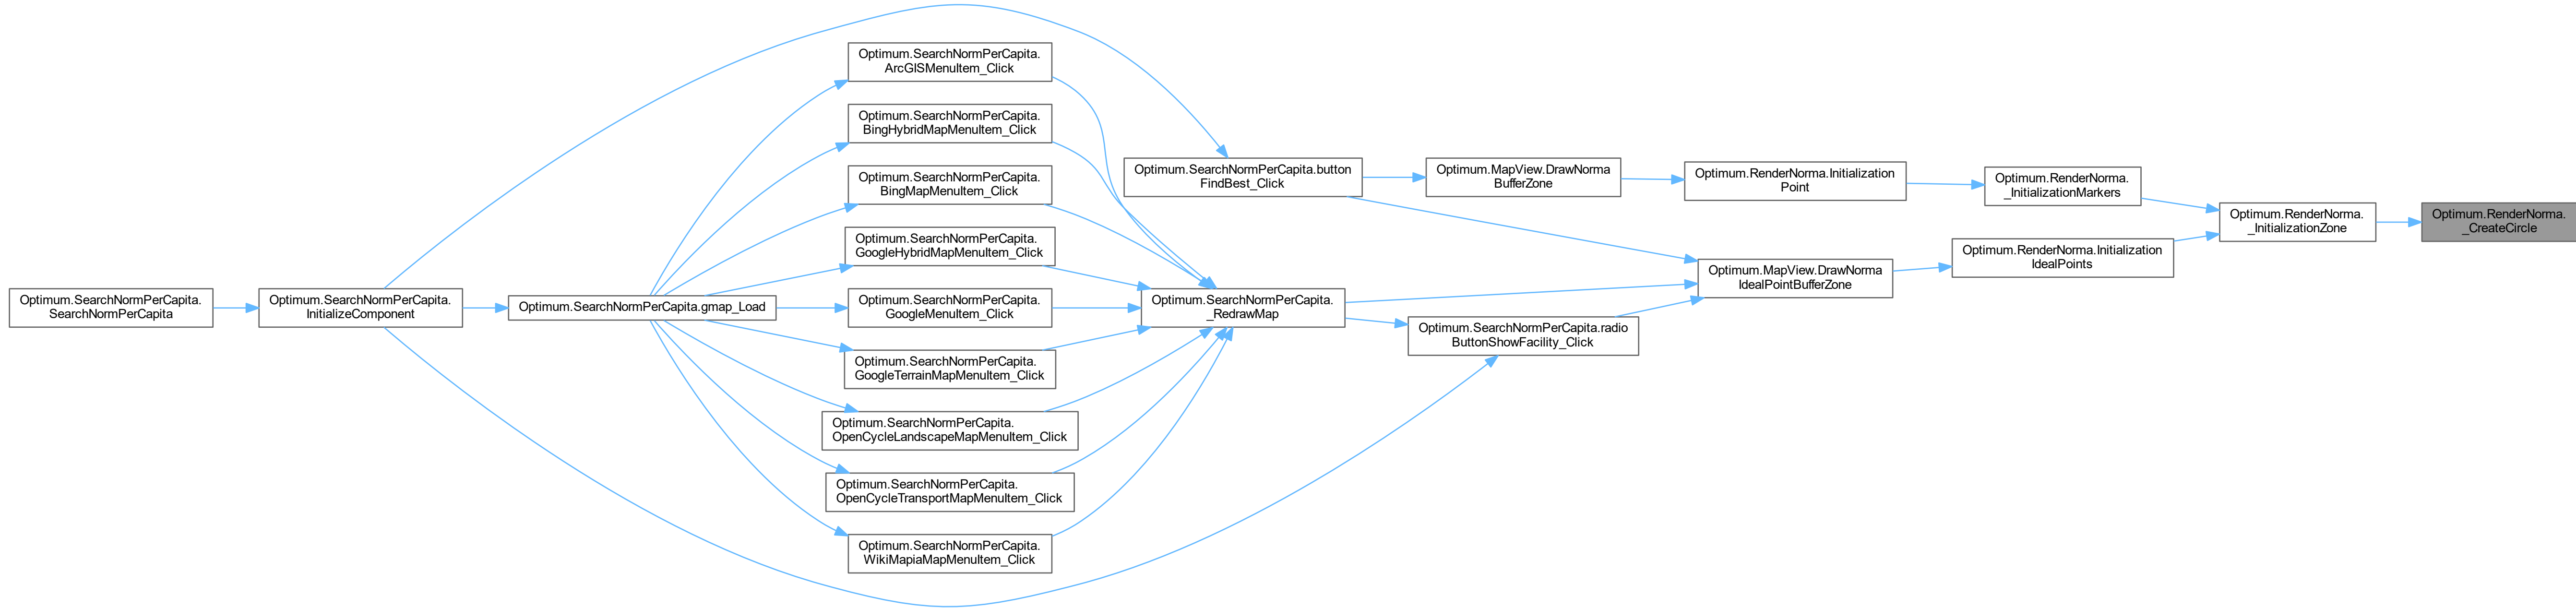 Optimum.SearchNormPerCapita.
SearchNormPerCapita
Optimum.SearchNormPerCapita.
InitializeComponent
Optimum.SearchNormPerCapita.gmap_Load
Optimum.SearchNormPerCapita.
ArcGISMenuItem_Click
Optimum.SearchNormPerCapita.
BingHybridMapMenuItem_Click
Optimum.SearchNormPerCapita.
BingMapMenuItem_Click
Optimum.SearchNormPerCapita.
GoogleHybridMapMenuItem_Click
Optimum.SearchNormPerCapita.
GoogleMenuItem_Click
Optimum.SearchNormPerCapita.
GoogleTerrainMapMenuItem_Click
Optimum.SearchNormPerCapita.
OpenCycleLandscapeMapMenuItem_Click
Optimum.SearchNormPerCapita.
OpenCycleTransportMapMenuItem_Click
Optimum.SearchNormPerCapita.
WikiMapiaMapMenuItem_Click
Optimum.SearchNormPerCapita.button
FindBest_Click
Optimum.SearchNormPerCapita.
_RedrawMap
Optimum.MapView.DrawNorma
BufferZone
Optimum.SearchNormPerCapita.radio
ButtonShowFacility_Click
Optimum.RenderNorma.Initialization
Point
Optimum.MapView.DrawNorma
IdealPointBufferZone
Optimum.RenderNorma.
_InitializationMarkers
Optimum.RenderNorma.Initialization
IdealPoints
Optimum.RenderNorma.
_InitializationZone
Optimum.RenderNorma.
_CreateCircle